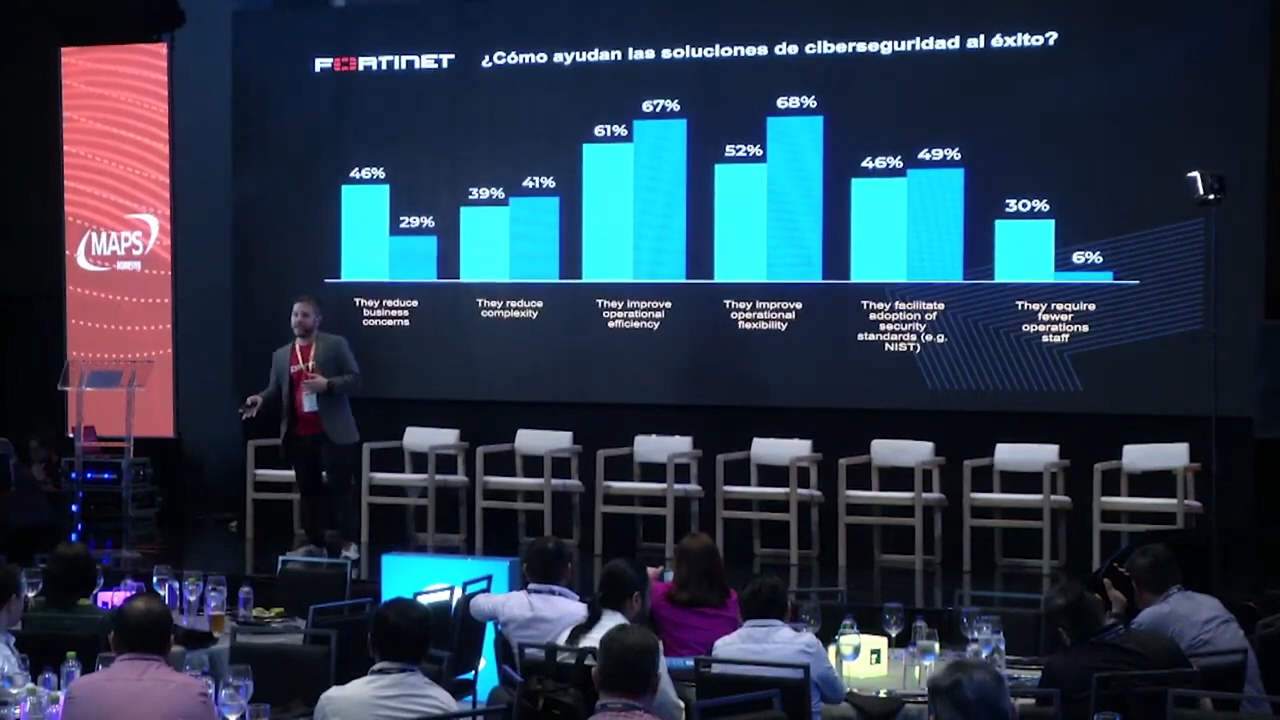 FORTINET
¿Cómo ayudan las soluciones de ciberseguridad al éxito?
46%
29%
39%
41%
61%
67%
52%
68%
46%
49%
30%
6%
They reduce
business
concerns
They reduce
complexity
They improve
operational
efficiency
They improve
operational
flexibility
They facilitate
adoption of
security
standards (e.g.
NIST)
They require
fewer
operations
staff
MAPS